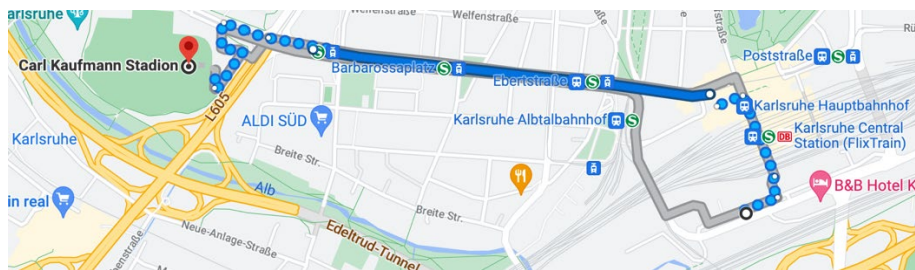 arlsruhe
Welfenstraße
Welfenstraße
Carl Kaufmann Stadion
Barbarossaplatz
S
Ebertstraße
S
Poststraße
S
L605
ALDI SÜD
Karlsruhe Albtalbahnhof
S
Karlsruhe Hauptbahnhof
Karlsruhe
S
DB
Karlsruhe Central
Station (FlixTrain)
Breite Str.
Alb
B&B Hotel K
in real
Breite Str.
Neue-Anlage-Straße
Edeltrud-Tunnel